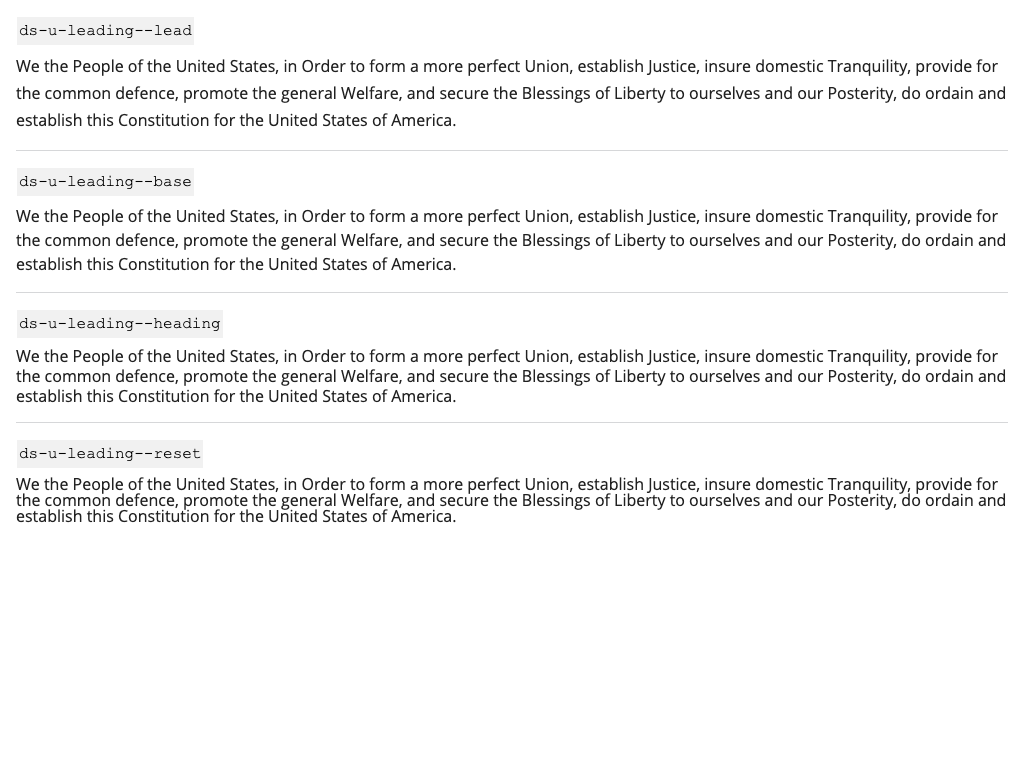 ds-u-leading--lead
We the People of the United States, in Order to form a more perfect Union, establish Justice, insure domestic Tranquility, provide for
the common defence, promote the general Welfare, and secure the Blessings of Liberty to ourselves and our Posterity, do ordain and
establish this Constitution for the United States of America.
ds-u-leading--base
We the People of the United States, in Order to form a more perfect Union, establish Justice, insure domestic Tranquility, provide for
the common defence, promote the general Welfare, and secure the Blessings of Liberty to ourselves and our Posterity, do ordain and
establish this Constitution for the United States of America.
ds-u-leading--heading
We the People of the United States, in Order to form a more perfect Union, establish Justice, insure domestic Tranquility, provide for
the common defence, promote the general Welfare, and secure the Blessings of Liberty to ourselves and our Posterity, do ordain and
establish this Constitution for the United States of America.
ds-u-leading--reset
We the People of the United States, in Order to form a more perfect Union, establish Justice, insure domestic Tranquility, provide for
the common defence, promote the general Welfare, and secure the Blessings of Liberty to ourselves and our Posterity, do ordain and
establish this Constitution for the United States of America.